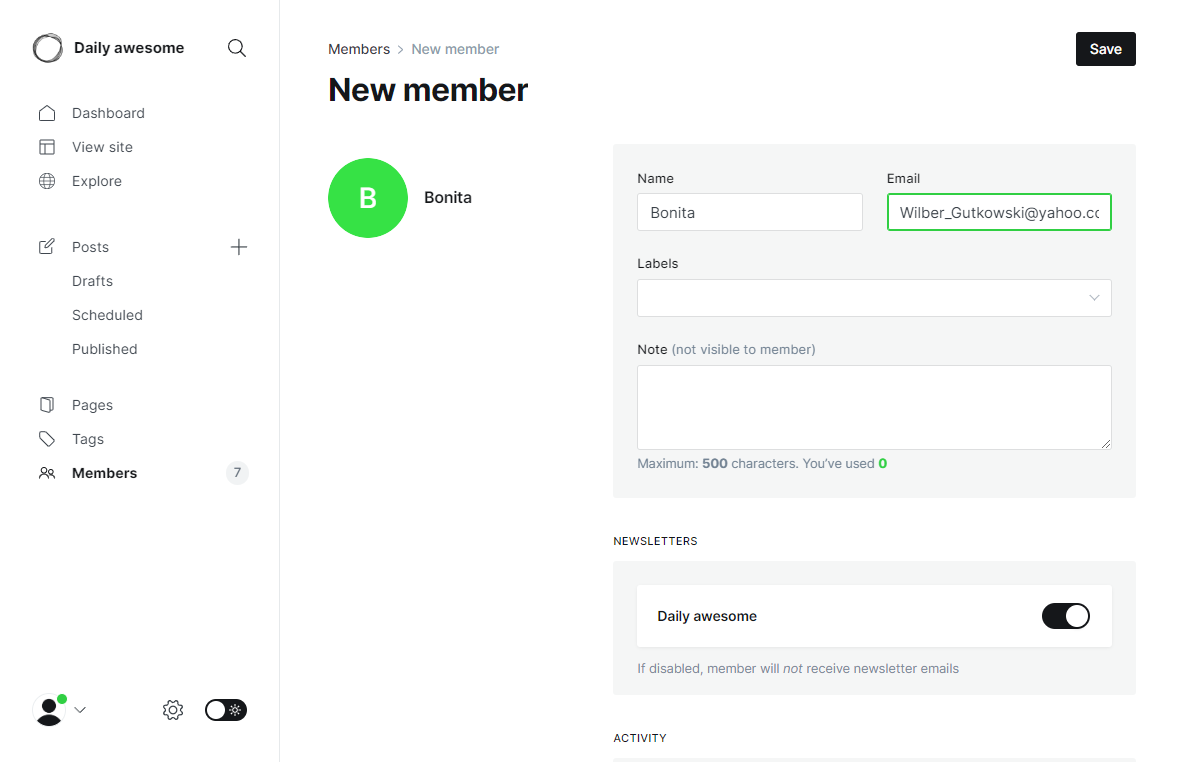 Daily awesome
Dashboard
View site
Explore
Posts
Drafts
Scheduled
Published
Pages
Tags
Members 7
Members > New member
Save
New member
B Bonita
Name
Bonita
Email
Wilber_Gutkowski@yahoo.cc
Labels
Note (not visible to member)
Maximum: 500 characters. You've used 0
NEWSLETTERS
Daily awesome
If disabled, member will not receive newsletter emails
ACTIVITY